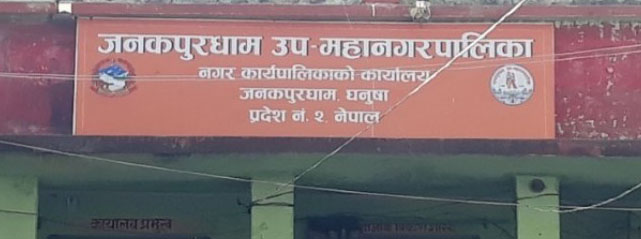 जनकपुरधाम उप-महानगरपालिका
नगर कार्यपालिकाको कार्यालय
जनकपुरधाम, धनुषा
प्रदेश नं. २, नेपाल
कार्यालय प्रमुख